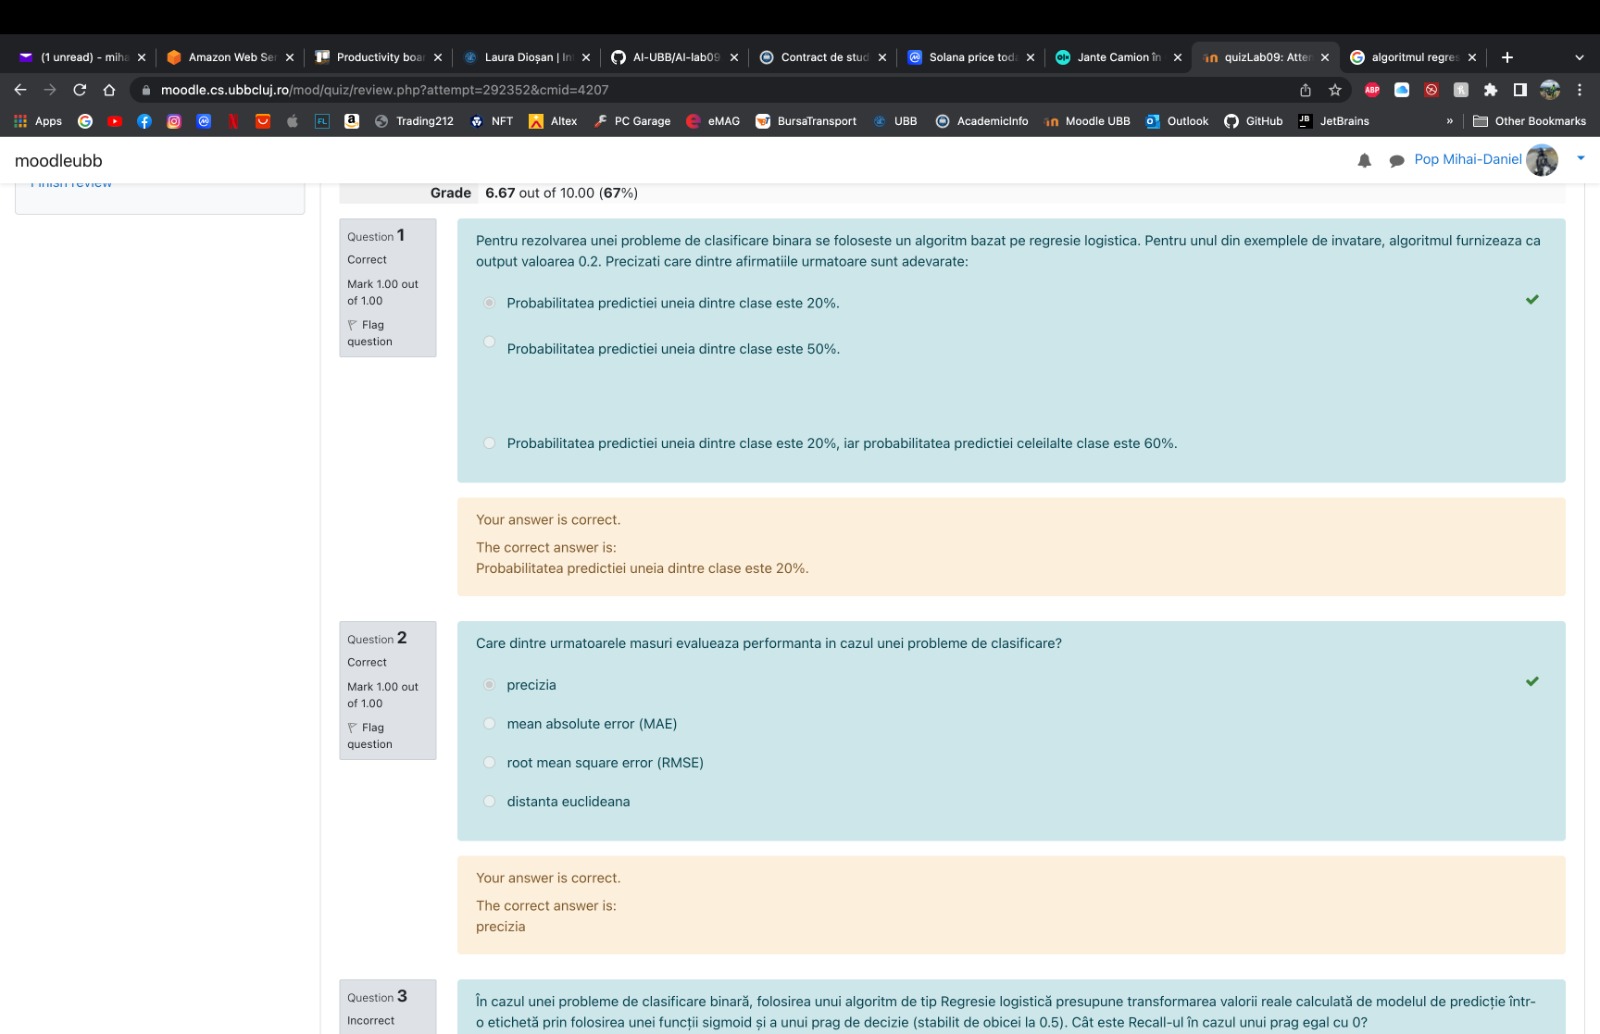 (1 unread) - miha
Amazon Web Ser
Productivity boar
Laura Dioșan | In
AI-UBB/AI-lab09
Contract de stud
Solana price toda
Jante Camion în
quizLab09: Atten
algoritmul regres
moodle.cs.ubbcluj.ro/mod/quiz/review.php?attempt=292352&cmid=4207
ABP
Apps
FL
Trading212
NFT
Altex
PC Garage
eMAG
BursaTransport
UBB
AcademicInfo
Moodle UBB
Outlook
GitHub
JetBrains
»
Other Bookmarks
moodleubb
Pop Mihai-Daniel
Finish review
Grade 6.67 out of 10.00 (67%)
Question 1
Correct
Mark 1.00 out
of 1.00
Flag
question
Pentru rezolvarea unei probleme de clasificare binara se foloseste un algoritm bazat pe regresie logistica. Pentru unul din exemplele de invatare, algoritmul furnizeaza ca
output valoarea 0.2. Precizati care dintre afirmatiile urmatoare sunt adevarate:
Probabilitatea predictiei uneia dintre clase este 20%.
Probabilitatea predictiei uneia dintre clase este 50%.
Probabilitatea predictiei uneia dintre clase este 20%, iar probabilitatea predictiei celeilalte clase este 60%.
Your answer is correct.
The correct answer is:
Probabilitatea predictiei uneia dintre clase este 20%.
Question 2
Correct
Mark 1.00 out
of 1.00
Flag
question
Care dintre urmatoarele masuri evalueaza performanta in cazul unei probleme de clasificare?
precizia
mean absolute error (MAE)
root mean square error (RMSE)
distanta euclideana
Your answer is correct.
The correct answer is:
precizia
Question 3
Incorrect
În cazul unei probleme de clasificare binară, folosirea unui algoritm de tip Regresie logistică presupune transformarea valorii reale calculată de modelul de predicție într-
o etichetă prin folosirea unei funcții sigmoid și a unui prag de decizie (stabilit de obicei la 0.5). Cât este Recall-ul în cazul unui prag egal cu 0?